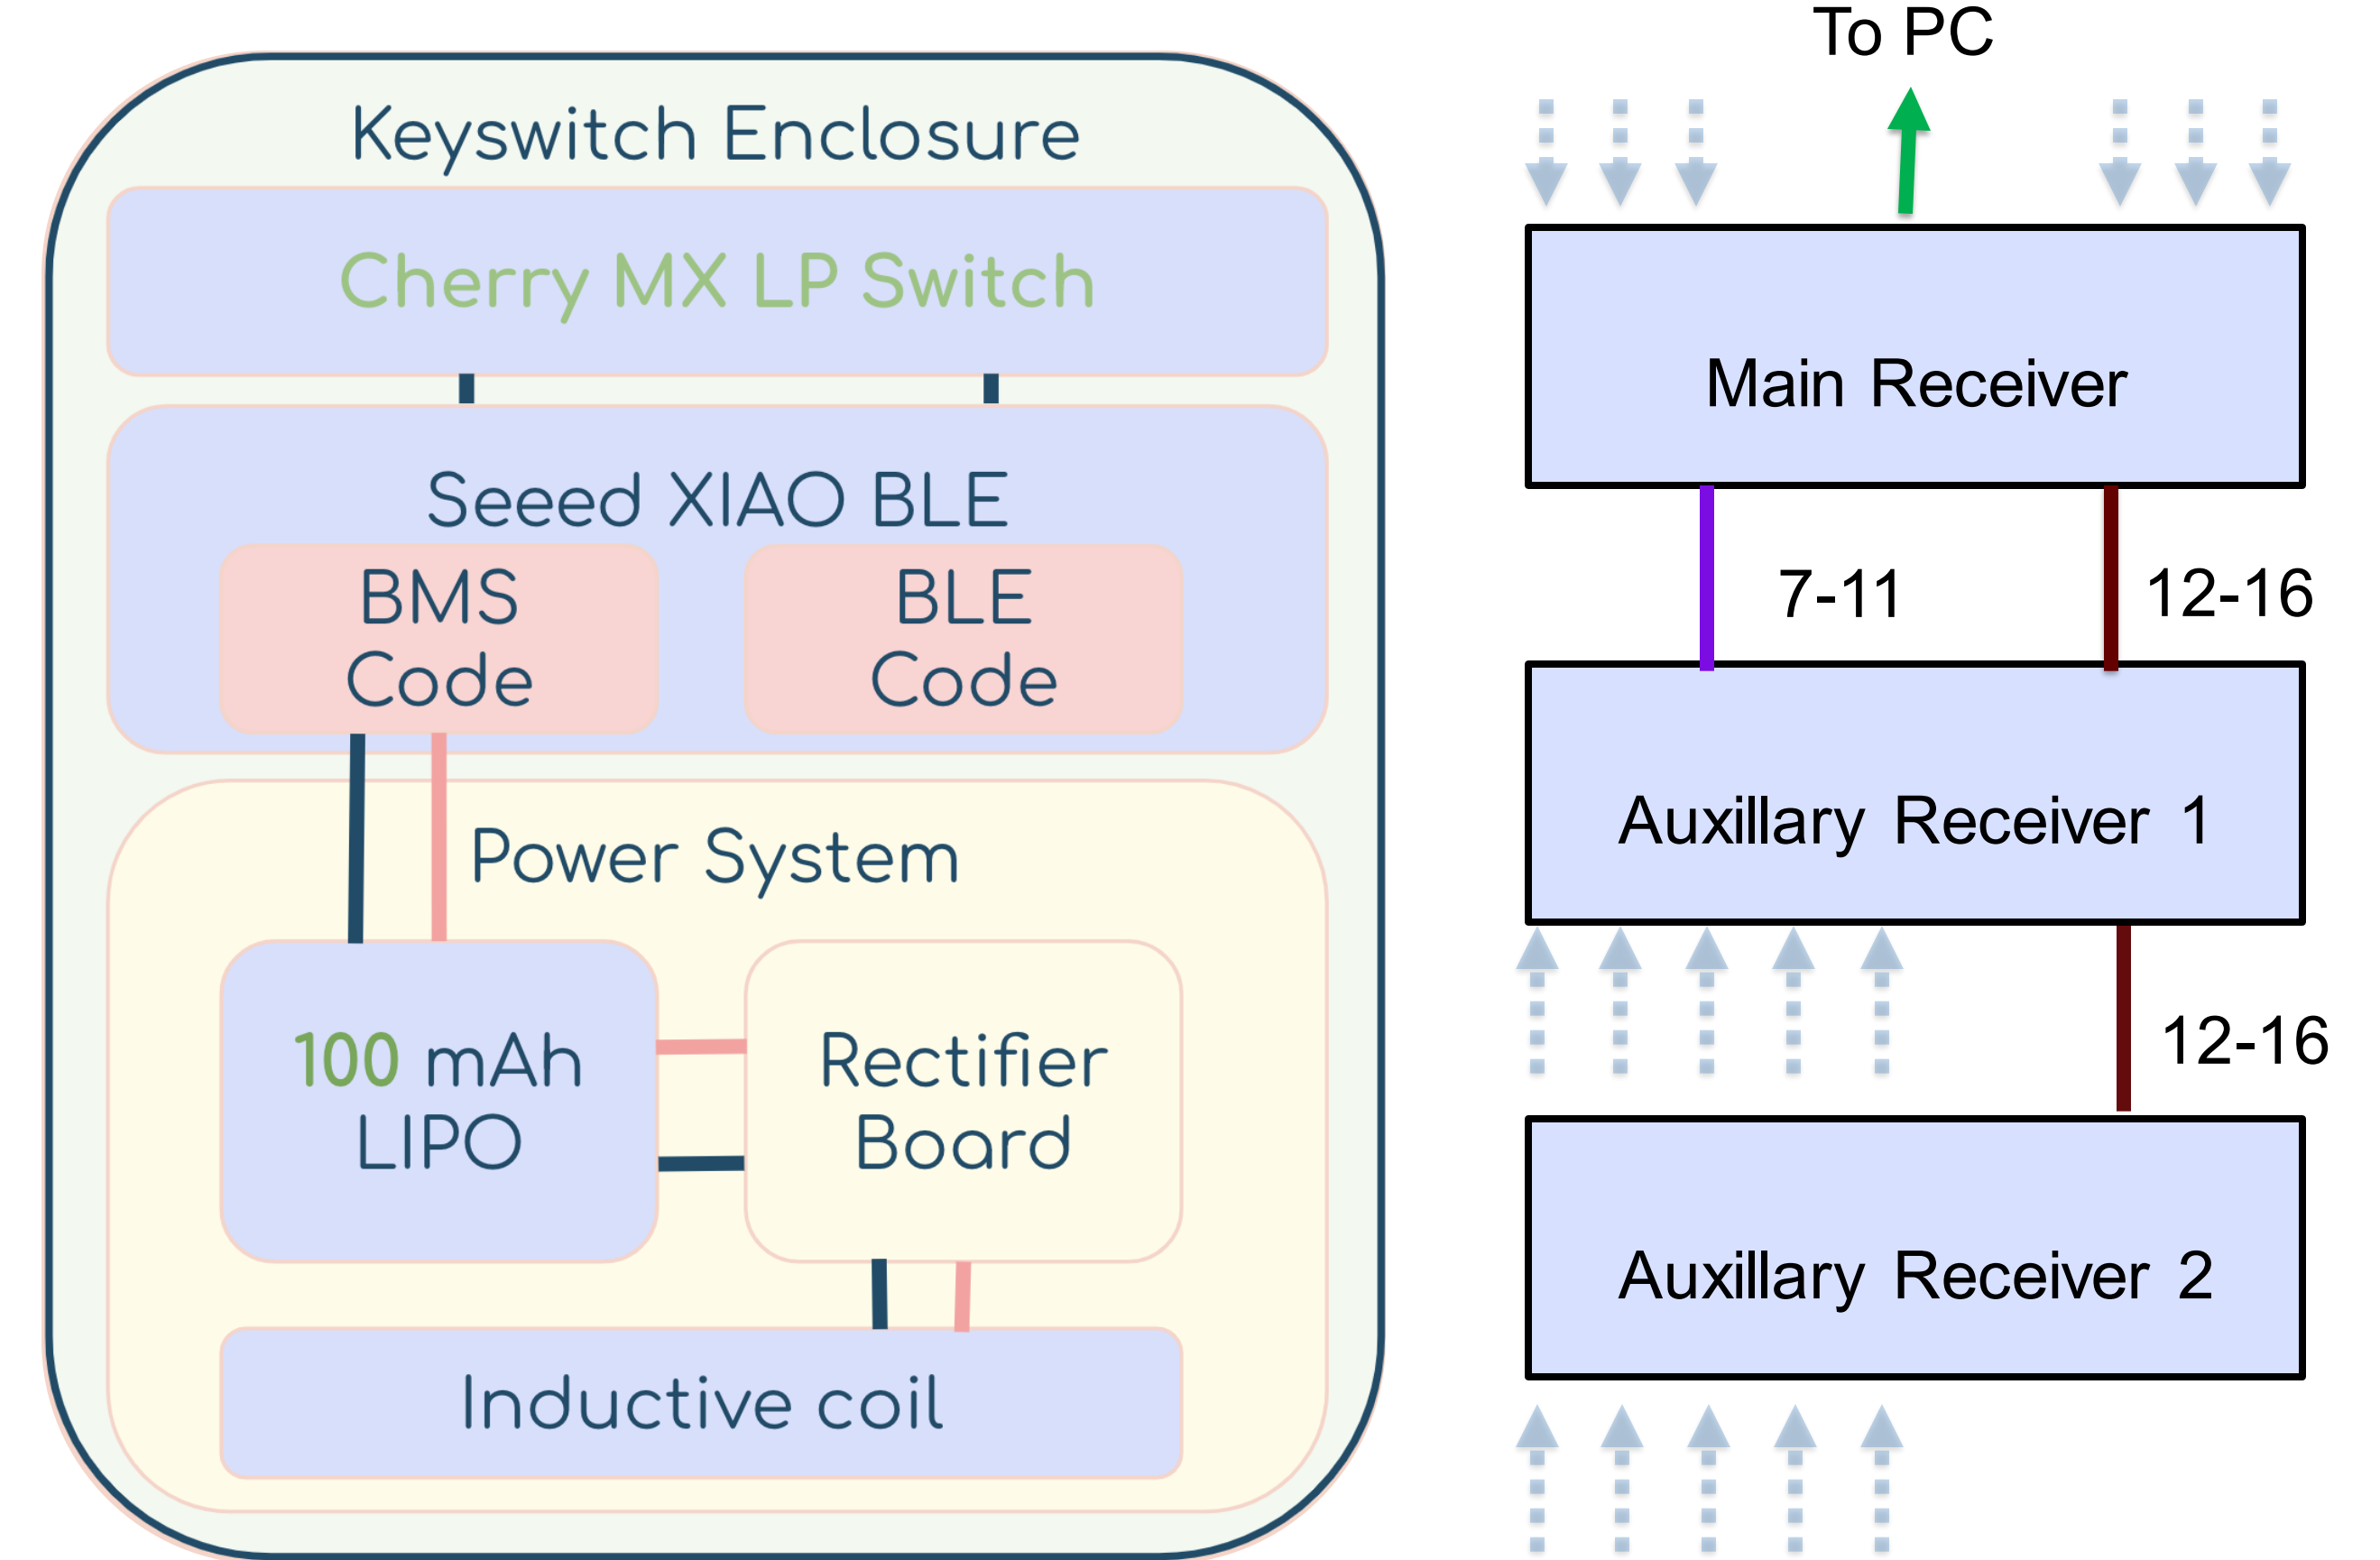 Keyswitch Enclosure
Cherry MX LP Switch
Seeed XIAO BLE
BMS
Code
BLE
Code
Power System
100 mAh
LIPO
Rectifier
Board
Inductive coil
To PC
Main Receiver
7-11
12-16
Auxillary Receiver 1
12-16
Auxillary Receiver 2